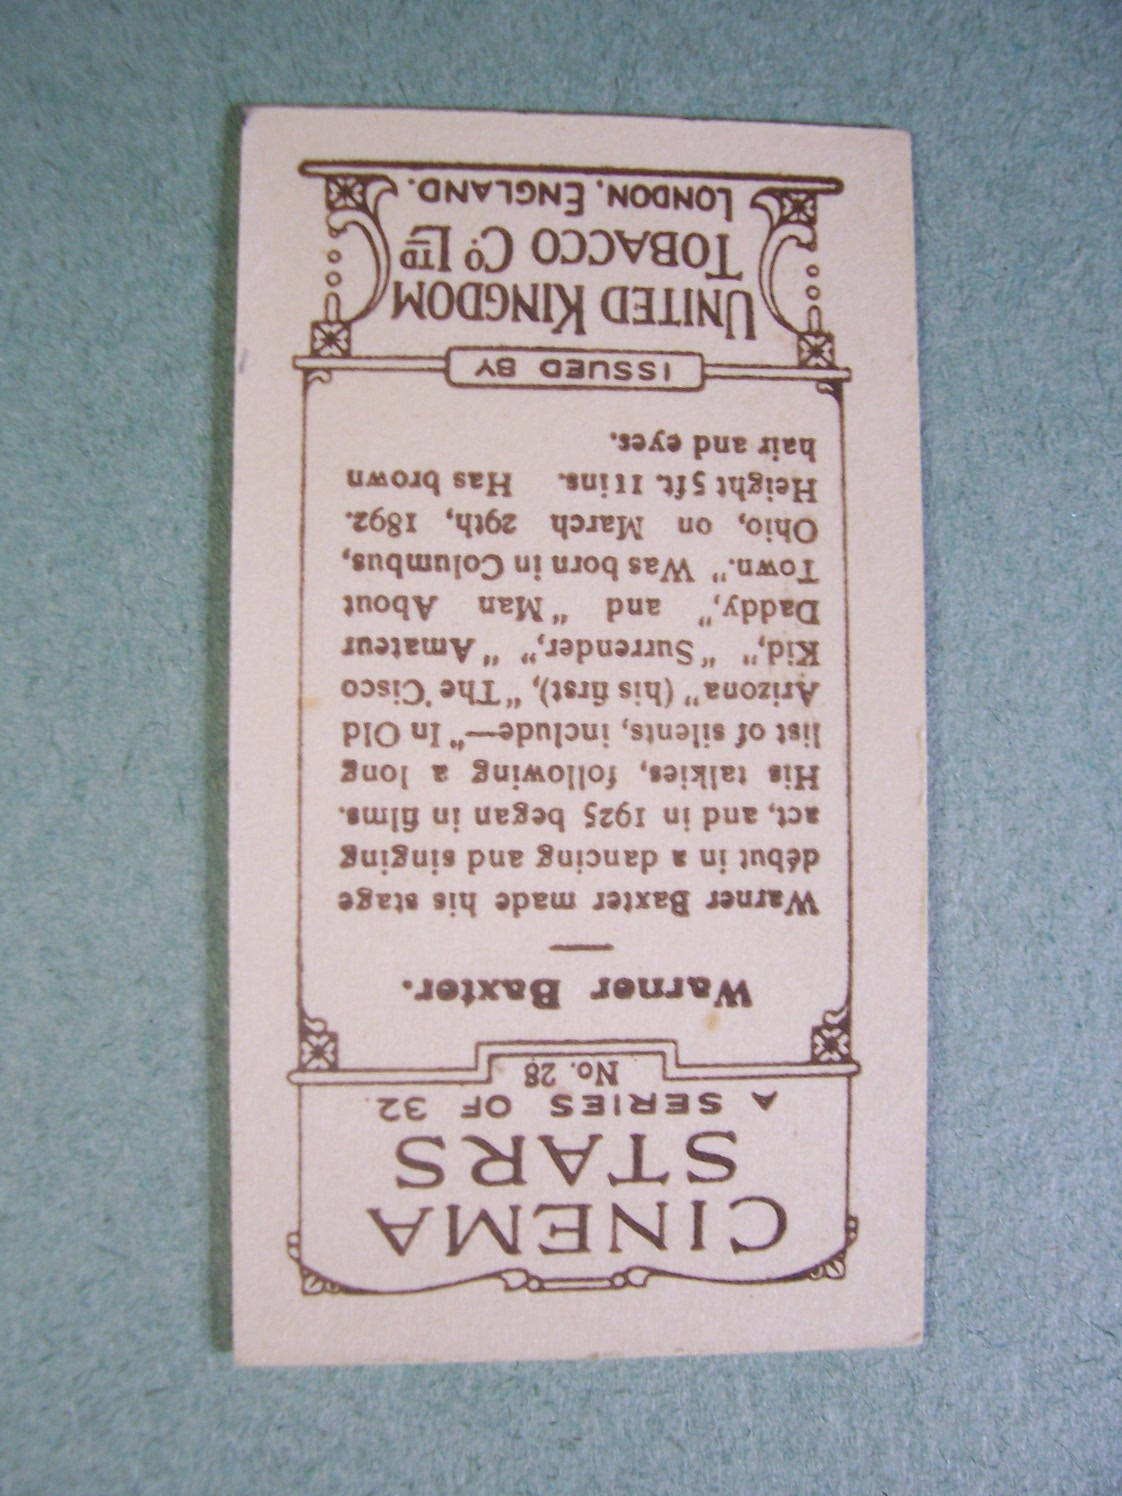 CINEMA
STARS
A SERIES OF 32.
No. 28
Warner Baxter.
Warner Baxter made his stage
début in a dancing and singing
act, and in 1925 began in films.
His talkies, following a long
list of silents, include—"In Old
Arizona" (his first), "The Cisco
Kid," "Surrender," "Amateur
Daddy," and "Man About
Town." Was born in Columbus,
Ohio, on March 29th, 1892.
Height 5ft. 11ins. Has brown
hair and eyes.
ISSUED BY
UNITED KINGDOM
TOBACCO CO. LTD
LONDON, ENGLAND.